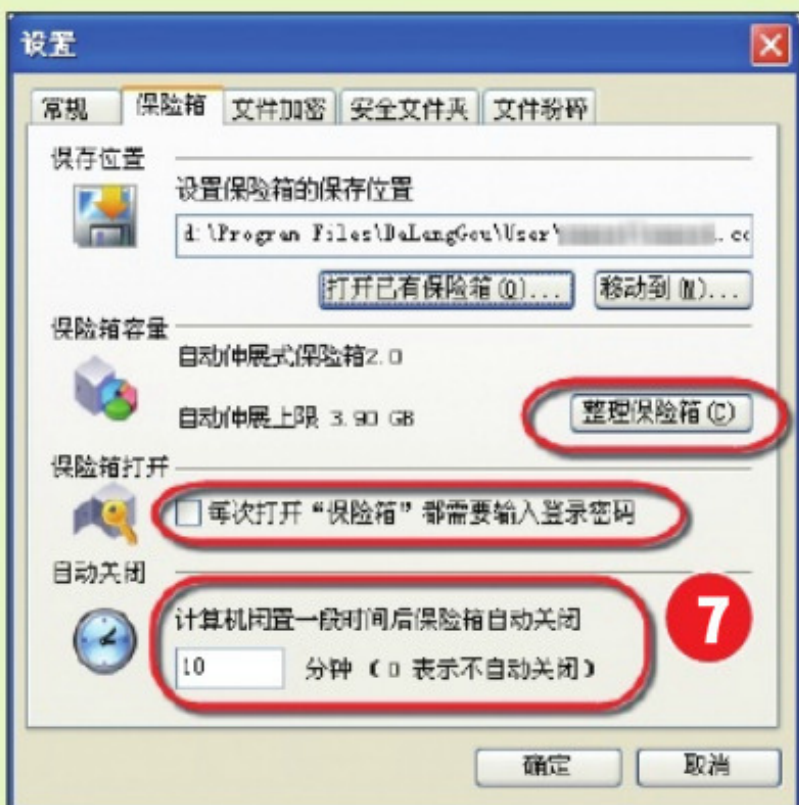 设置
常规 保险箱 文件加密 安全文件夹 文件粉碎
保存位置
设置保险箱的保存位置
d:\Program Files\DaLangGou\User\
打开已有保险箱(O)... 移动到(M)...
保险箱容量
自动伸展式保险箱2.0
自动伸展上限 3.90 GB
整理保险箱(C)
保险箱打开
每次打开“保险箱”都需要输入登录密码
自动关闭
计算机闲置一段时间后保险箱自动关闭
7
10 分钟（0 表示不自动关闭）
确定 取消